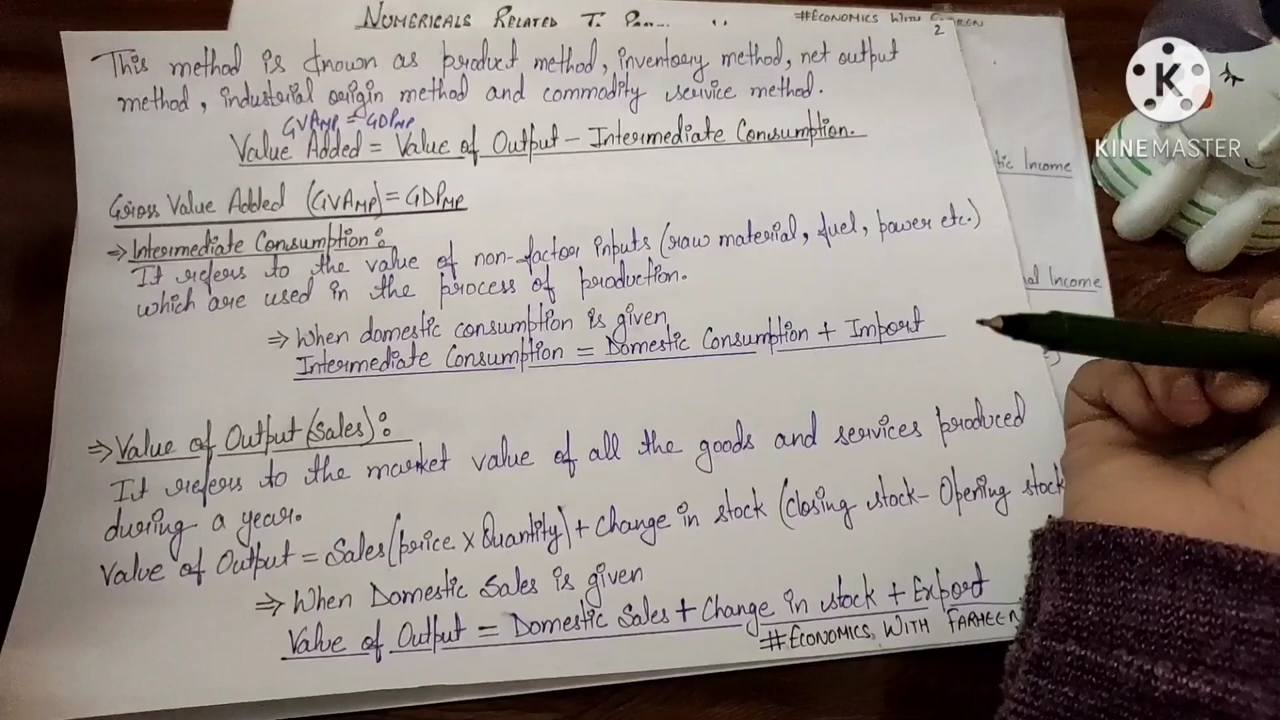 NUMERICALS RELATED TO
#ECONOMICS WITH FARHEEN
2
This method is known as product method, inventory method, net output
method, industrial origin method and commodity service method.
GVAMP = GDPMP
Value Added = Value of Output - Intermediate Consumption.
Gross Value Added (GVAMP) = GDPMP
⇒ Intermediate Consumption:
It refers to the value of non-factor inputs (raw material, fuel, power etc.)
which are used in the process of production.
⇒ When domestic consumption is given
Intermediate Consumption = Domestic Consumption + Import
⇒ Value of Output (Sales):
It refers to the market value of all the goods and services produced
during a year.
Value of Output = Sales (price × Quantity) + Change in stock (closing stock - Opening stock
⇒ When Domestic Sales is given
Value of Output = Domestic Sales + Change in stock + Export
#ECONOMICS WITH FARHEEN
Income
Income
K
KINEMASTER